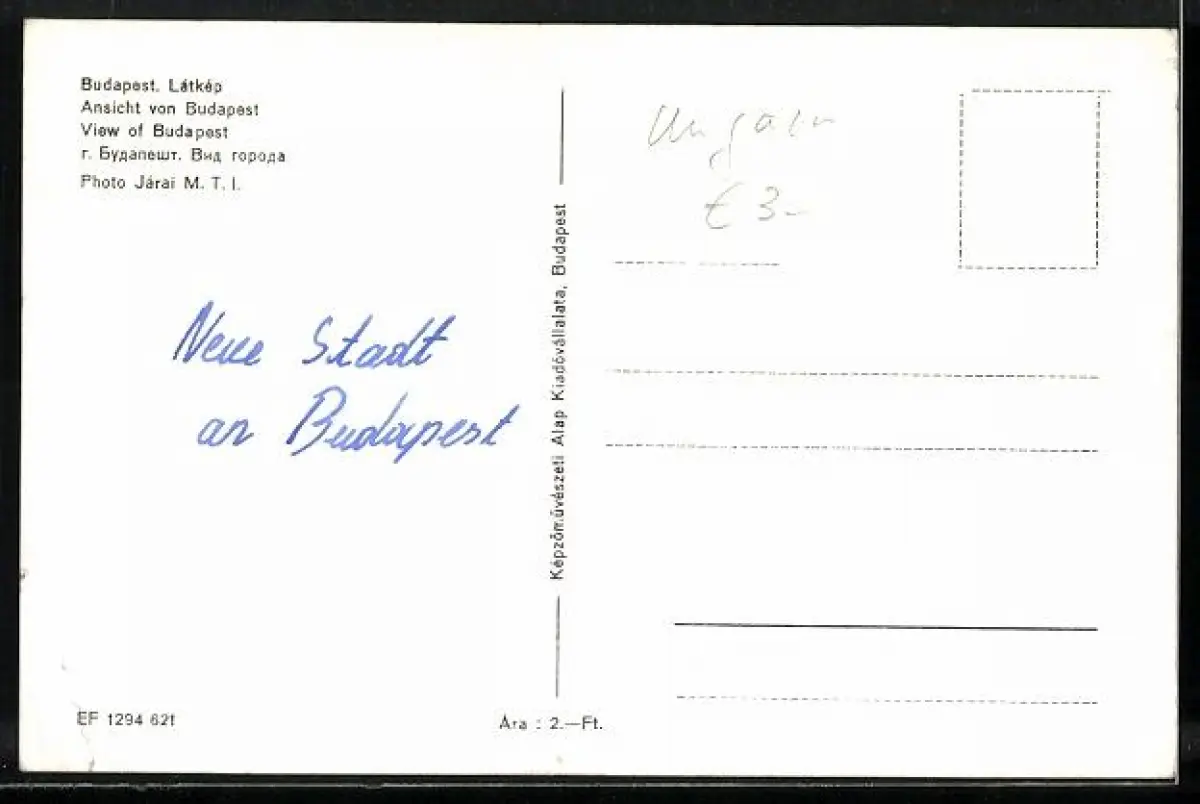 Budapest. Látkép
Ansicht von Budapest
View of Budapest
г. Будапешт. Вид города
Photo Járai M. T. I.
Neue Stadt
an Budapest
Képzőművészeti Alap Kiadóvállalata, Budapest
Ungarn
€ 3-
EF 1294 621
Ára : 2.—Ft.